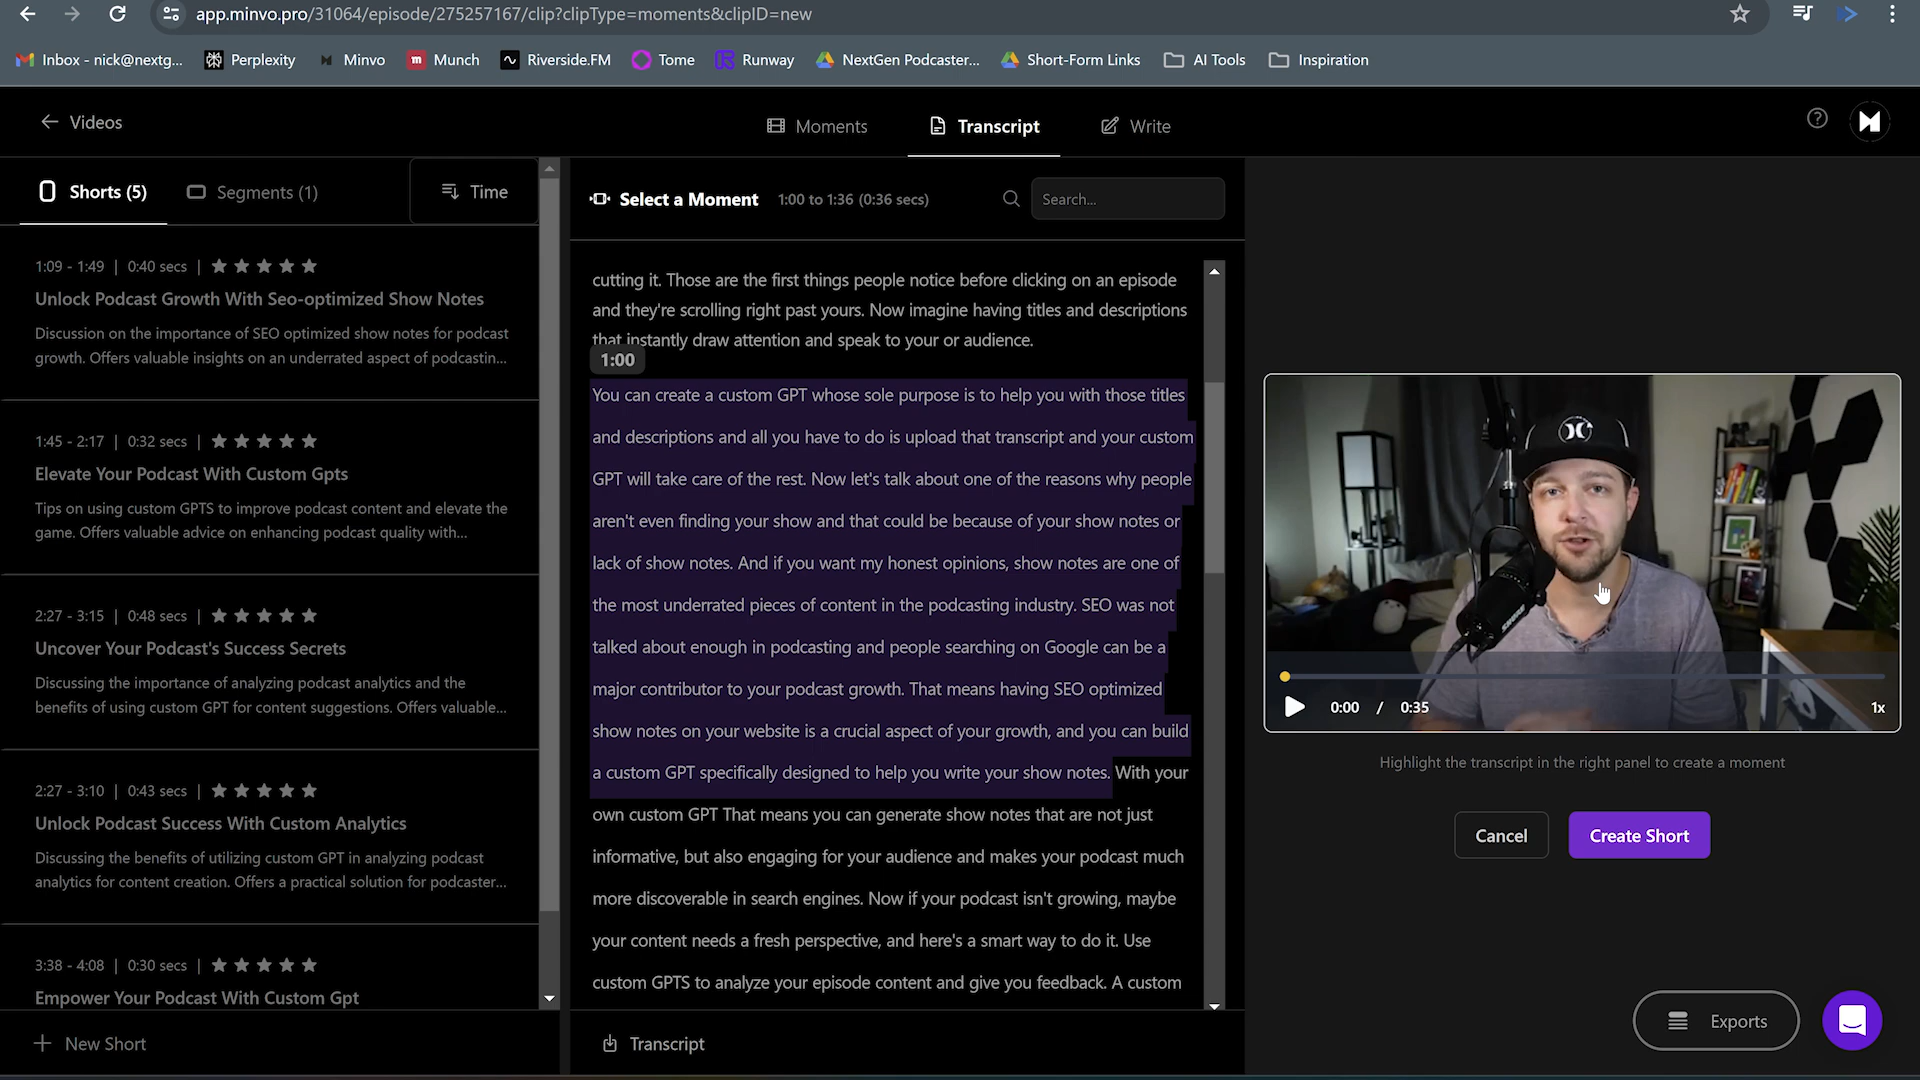 app.minvo.pro/31064/episode/275257167/clip?clipType=moments&clipID=new
Inbox - nick@nextg... Perplexity Minvo Munch Riverside.FM Tome Runway NextGen Podcaster... Short-Form Links AI Tools Inspiration
Videos
Moments Transcript Write
Shorts (5) Segments (1) Time
1:09 - 1:49 | 0:40 secs |
Unlock Podcast Growth With Seo-optimized Show Notes
Discussion on the importance of SEO optimized show notes for podcast
growth. Offers valuable insights on an underrated aspect of podcastin...
1:45 - 2:17 | 0:32 secs |
Elevate Your Podcast With Custom Gpts
Tips on using custom GPTS to improve podcast content and elevate the
game. Offers valuable advice on enhancing podcast quality with...
2:27 - 3:15 | 0:48 secs |
Uncover Your Podcast's Success Secrets
Discussing the importance of analyzing podcast analytics and the
benefits of using custom GPT for content suggestions. Offers valuable...
2:27 - 3:10 | 0:43 secs |
Unlock Podcast Success With Custom Analytics
Discussing the benefits of utilizing custom GPT in analyzing podcast
analytics for content creation. Offers a practical solution for podcaster...
3:38 - 4:08 | 0:30 secs |
Empower Your Podcast With Custom Gpt
+ New Short
Select a Moment 1:00 to 1:36 (0:36 secs) Search...
cutting it. Those are the first things people notice before clicking on an episode
and they're scrolling right past yours. Now imagine having titles and descriptions
that instantly draw attention and speak to your or audience.
1:00
You can create a custom GPT whose sole purpose is to help you with those titles
and descriptions and all you have to do is upload that transcript and your custom
GPT will take care of the rest. Now let's talk about one of the reasons why people
aren't even finding your show and that could be because of your show notes or
lack of show notes. And if you want my honest opinions, show notes are one of
the most underrated pieces of content in the podcasting industry. SEO was not
talked about enough in podcasting and people searching on Google can be a
major contributor to your podcast growth. That means having SEO optimized
show notes on your website is a crucial aspect of your growth, and you can build
a custom GPT specifically designed to help you write your show notes. With your
own custom GPT That means you can generate show notes that are not just
informative, but also engaging for your audience and makes your podcast much
more discoverable in search engines. Now if your podcast isn't growing, maybe
your content needs a fresh perspective, and here's a smart way to do it. Use
custom GPTS to analyze your episode content and give you feedback. A custom
Transcript
SHURE
0:00 / 0:35 1x
Highlight the transcript in the right panel to create a moment
Cancel Create Short
Exports